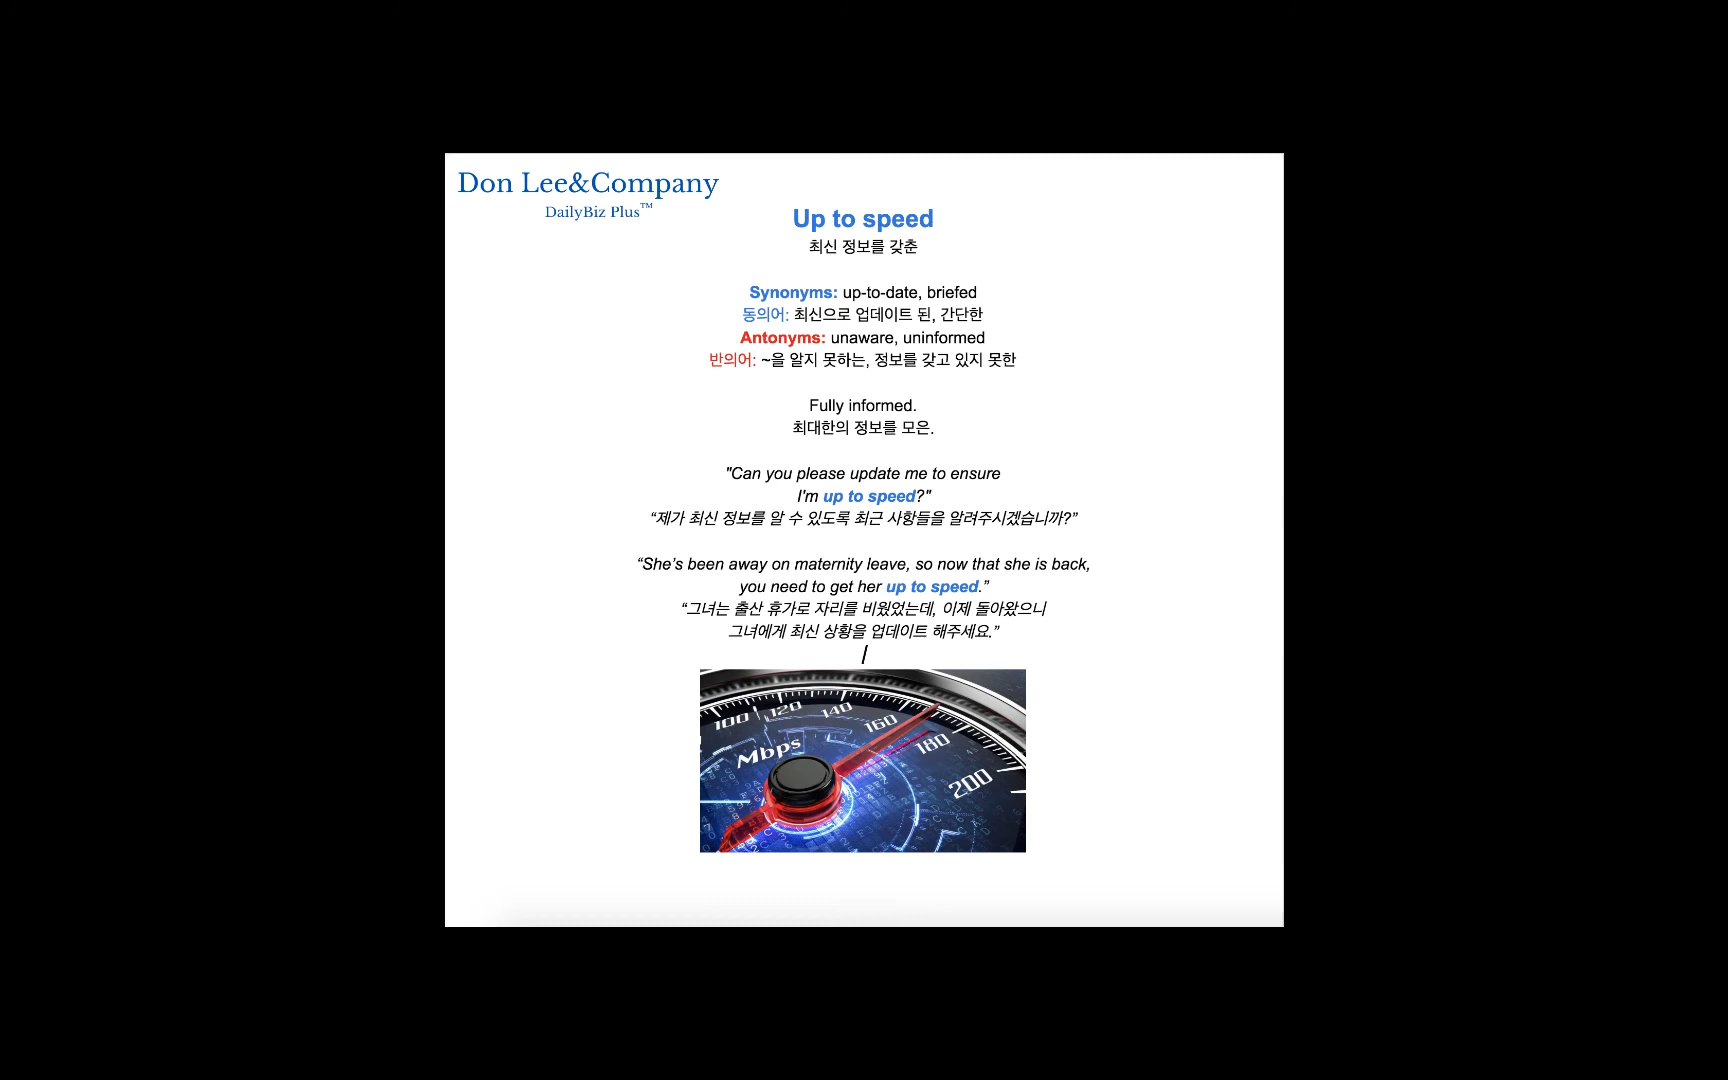 Don Lee&Company
DailyBiz Plus™
Up to speed
최신 정보를 갖춘
Synonyms: up-to-date, briefed
동의어: 최신으로 업데이트 된, 간단한
Antonyms: unaware, uninformed
반의어: ~을 알지 못하는, 정보를 갖고 있지 못한
Fully informed.
최대한의 정보를 모은.
"Can you please update me to ensure
I'm up to speed?"
“제가 최신 정보를 알 수 있도록 최근 사항들을 알려주시겠습니까?”
“She’s been away on maternity leave, so now that she is back,
you need to get her up to speed.”
“그녀는 출산 휴가로 자리를 비웠었는데, 이제 돌아왔으니
그녀에게 최신 상황을 업데이트 해주세요.”
/
100 120 140 160 180 200
Mbps